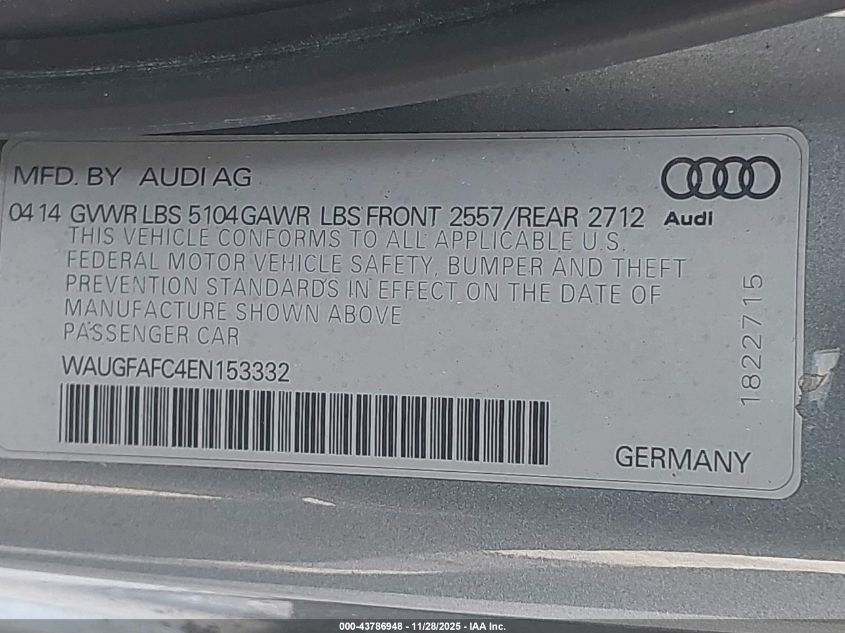 MFD. BY AUDI AG
Audi
04 14 GVWR LBS 5104 GAWR LBS FRONT 2557/REAR 2712
THIS VEHICLE CONFORMS TO ALL APPLICABLE U.S.
FEDERAL MOTOR VEHICLE SAFETY, BUMPER AND THEFT
PREVENTION STANDARDS IN EFFECT ON THE DATE OF
MANUFACTURE SHOWN ABOVE
PASSENGER CAR
WAUGFAFC4EN153332
1822715
GERMANY
000-43786948 - 11/28/2025 - IAA Inc.